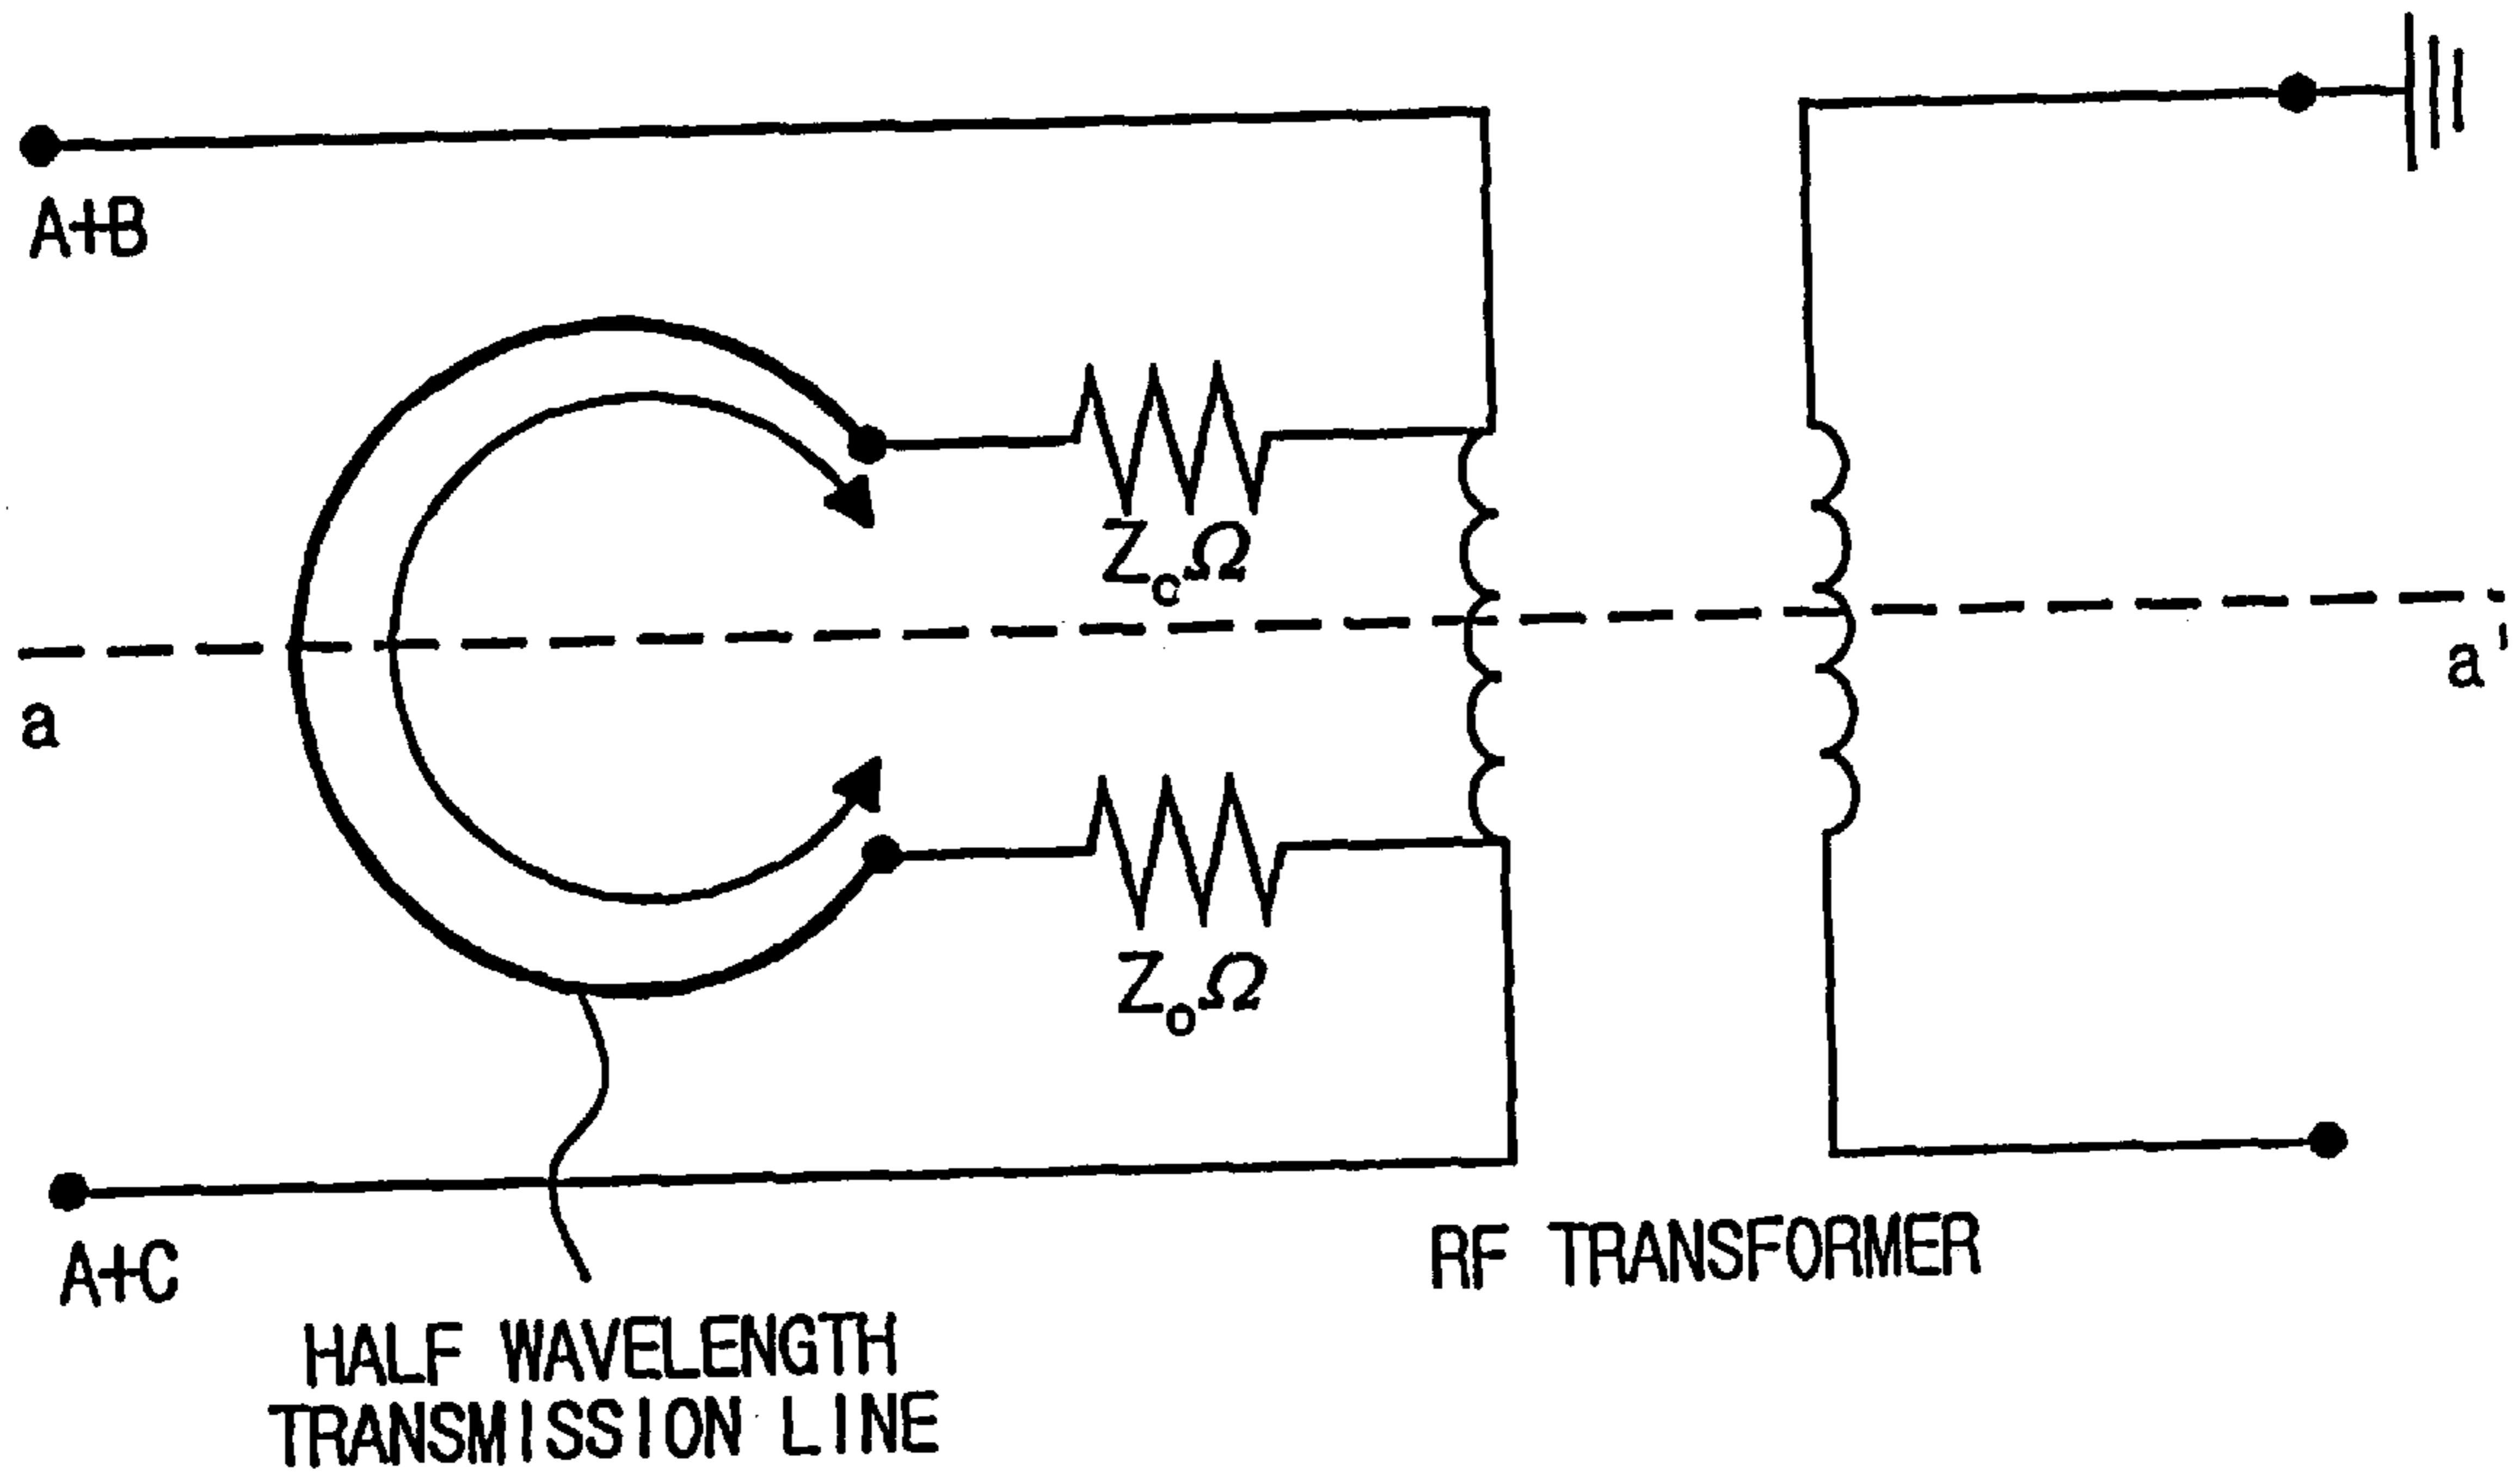 A+B
ZcΩ
a
a'
ZoΩ
A+C
RF TRANSFORMER
HALF WAVELENGTH
TRANSMISSION LINE